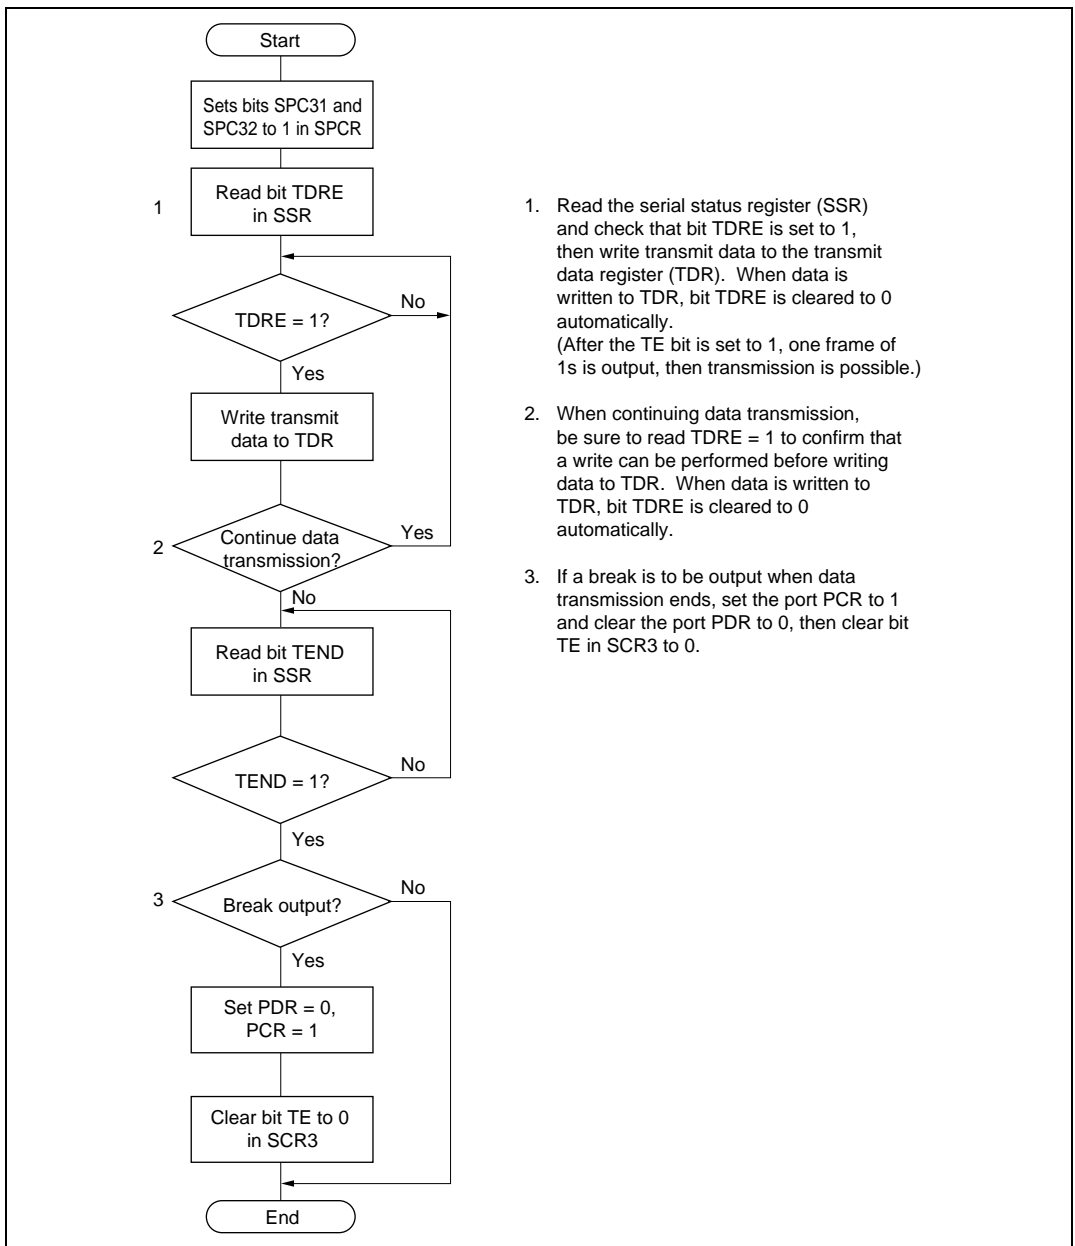 Start
Sets bits SPC31 and
SPC32 to 1 in SPCR
1
Read bit TDRE
in SSR
TDRE = 1?
No
Yes
Write transmit
data to TDR
2
Continue data
transmission?
Yes
No
Read bit TEND
in SSR
TEND = 1?
No
Yes
3
Break output?
No
Yes
Set PDR = 0,
PCR = 1
Clear bit TE to 0
in SCR3
End
1. Read the serial status register (SSR)
and check that bit TDRE is set to 1,
then write transmit data to the transmit
data register (TDR). When data is
written to TDR, bit TDRE is cleared to 0
automatically.
(After the TE bit is set to 1, one frame of
1s is output, then transmission is possible.)
2. When continuing data transmission,
be sure to read TDRE = 1 to confirm that
a write can be performed before writing
data to TDR. When data is written to
TDR, bit TDRE is cleared to 0
automatically.
3. If a break is to be output when data
transmission ends, set the port PCR to 1
and clear the port PDR to 0, then clear bit
TE in SCR3 to 0.